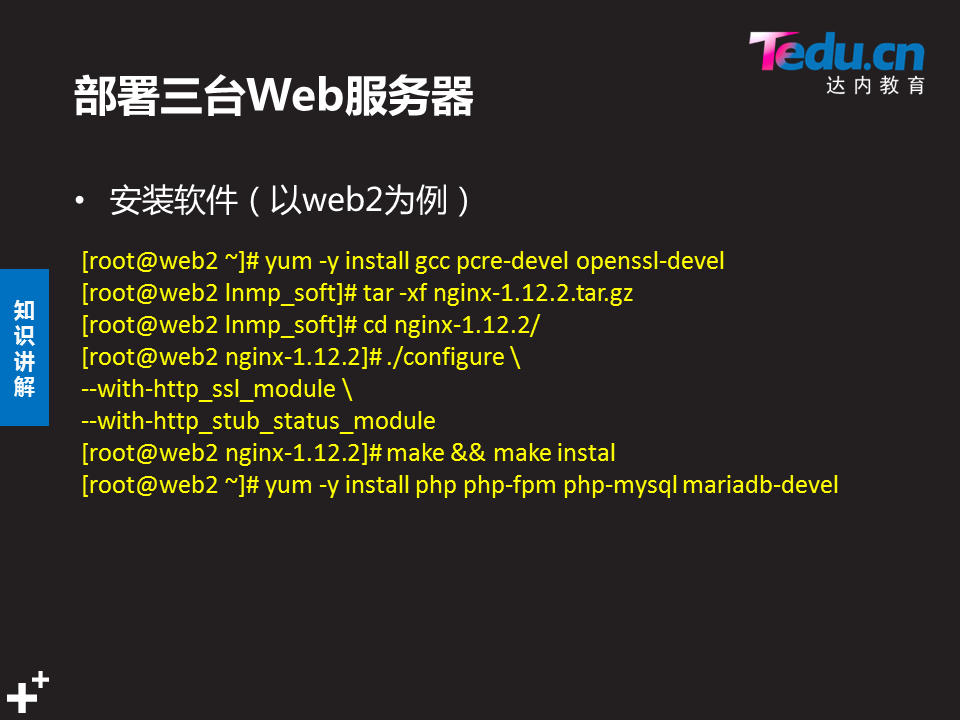 Tedu.cn
达内教育
部署三台Web服务器
• 安装软件（以web2为例）
[root@web2 ~]# yum -y install gcc pcre-devel openssl-devel
[root@web2 lnmp_soft]# tar -xf nginx-1.12.2.tar.gz
[root@web2 lnmp_soft]# cd nginx-1.12.2/
[root@web2 nginx-1.12.2]# ./configure \
--with-http_ssl_module \
--with-http_stub_status_module
[root@web2 nginx-1.12.2]# make && make instal
[root@web2 ~]# yum -y install php php-fpm php-mysql mariadb-devel
知
识
讲
解